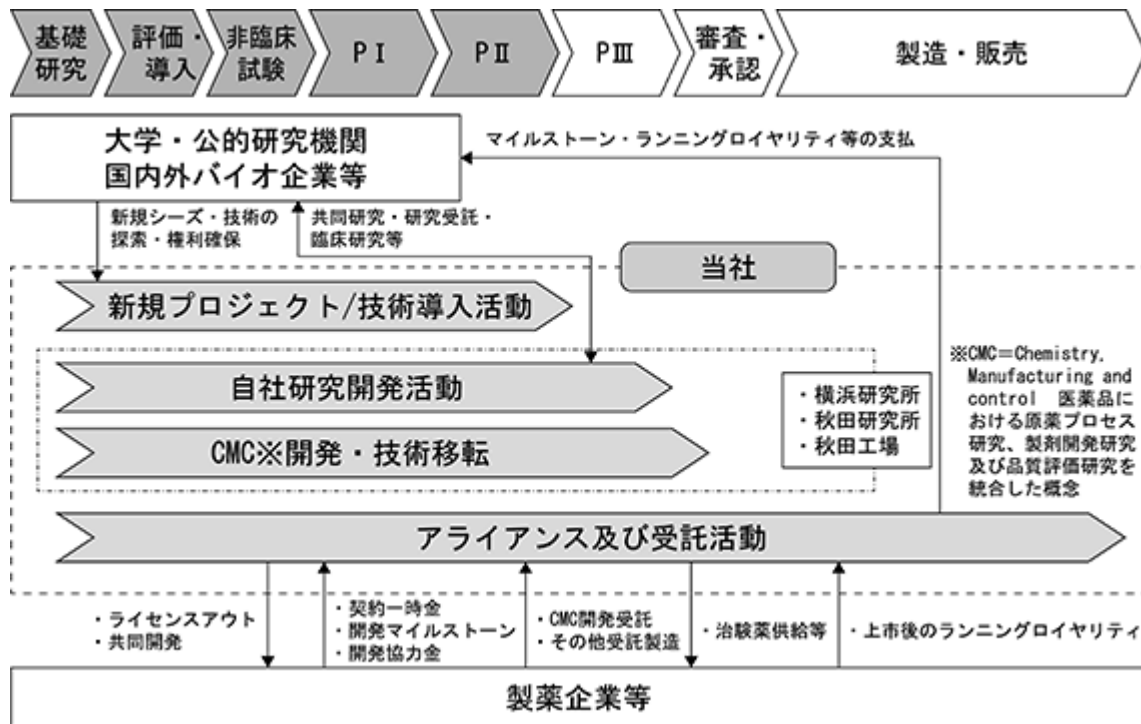 基礎
研究
評価・
導入
非臨床
試験
PⅠ
PⅡ
PⅢ
審査・
承認
製造・販売
大学・公的研究機関
国内外バイオ企業等
マイルストーン・ランニングロイヤリティ等の支払
新規シーズ・技術の
探索・権利確保
共同研究・研究受託・
臨床研究等
当社
新規プロジェクト/技術導入活動
自社研究開発活動
CMC※開発・技術移転
・横浜研究所
・秋田研究所
・秋田工場
※CMC=Chemistry,
Manufacturing and
control 医薬品に
おける原薬プロセス
研究、製剤開発研究
及び品質評価研究を
統合した概念
アライアンス及び受託活動
・ライセンスアウト
・共同開発
・契約一時金
・開発マイルストーン
・開発協力金
・CMC開発受託
・その他受託製造
・治験薬供給等
・上市後のランニングロイヤリティ
製薬企業等